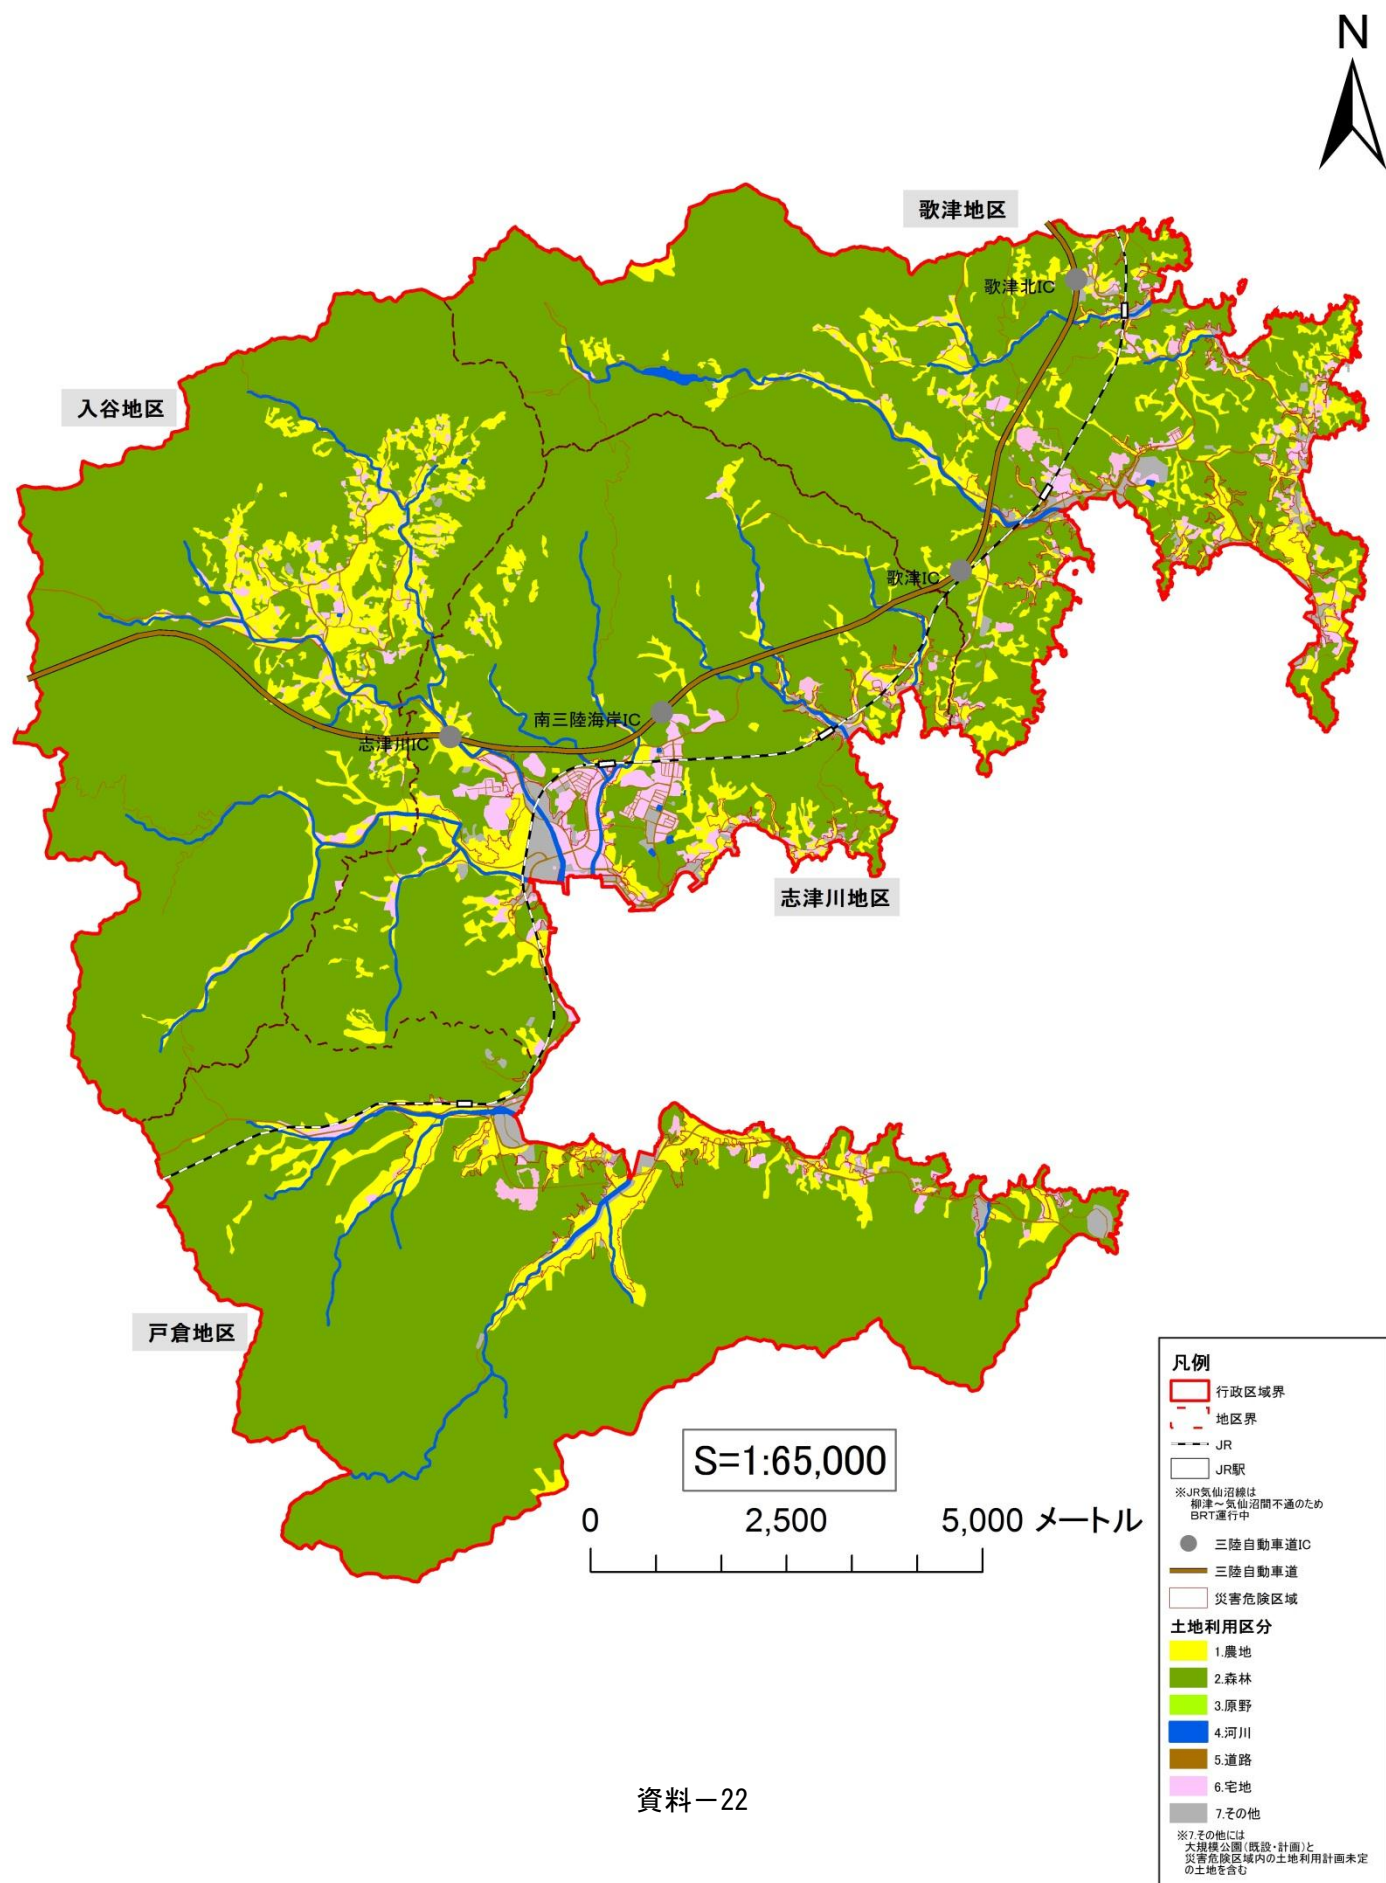 N
歌津地区
歌津北IC
入谷地区
歌津IC
南三陸海岸IC
志津川IC
志津川地区
戸倉地区
S=1:65,000
0 2,500 5,000 メートル
凡例
行政区域界
地区界
JR
JR駅
※JR気仙沼線は
柳津～気仙沼間不通のため
BRT運行中
三陸自動車道IC
三陸自動車道
災害危険区域
土地利用区分
1.農地
2.森林
3.原野
4.河川
5.道路
6.宅地
7.その他
※7.その他には
大規模公園(既設・計画)と
災害危険区域内の土地利用計画未定
の土地を含む
資料－22